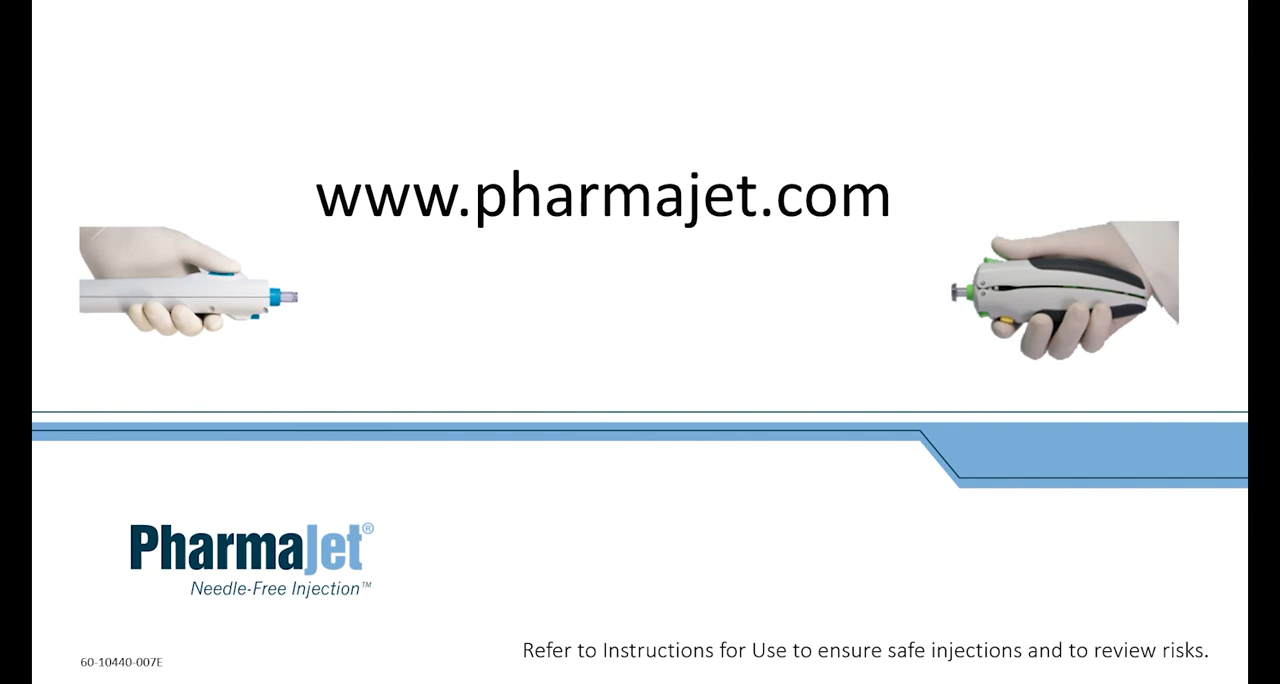 www.pharmajet.com
PharmaJet®
Needle-Free Injection™
Refer to Instructions for Use to ensure safe injections and to review risks.
60-10440-007E